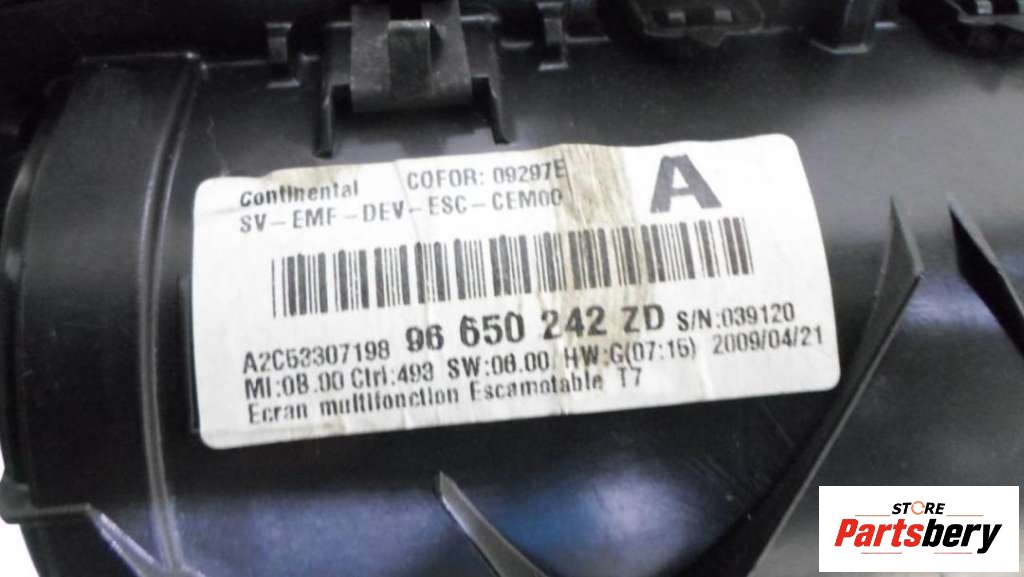 Continental COFOR: 09297E A
SV-EMF-DEV-ESC-CEM00
A2C53307198 96 650 242 ZD S/N:039120
MI:08.00 Ctrl:493 SW:06.00 HW:G(07:15) 2009/04/21
Ecran multifonction Escamotable T7
STORE
Partsbery